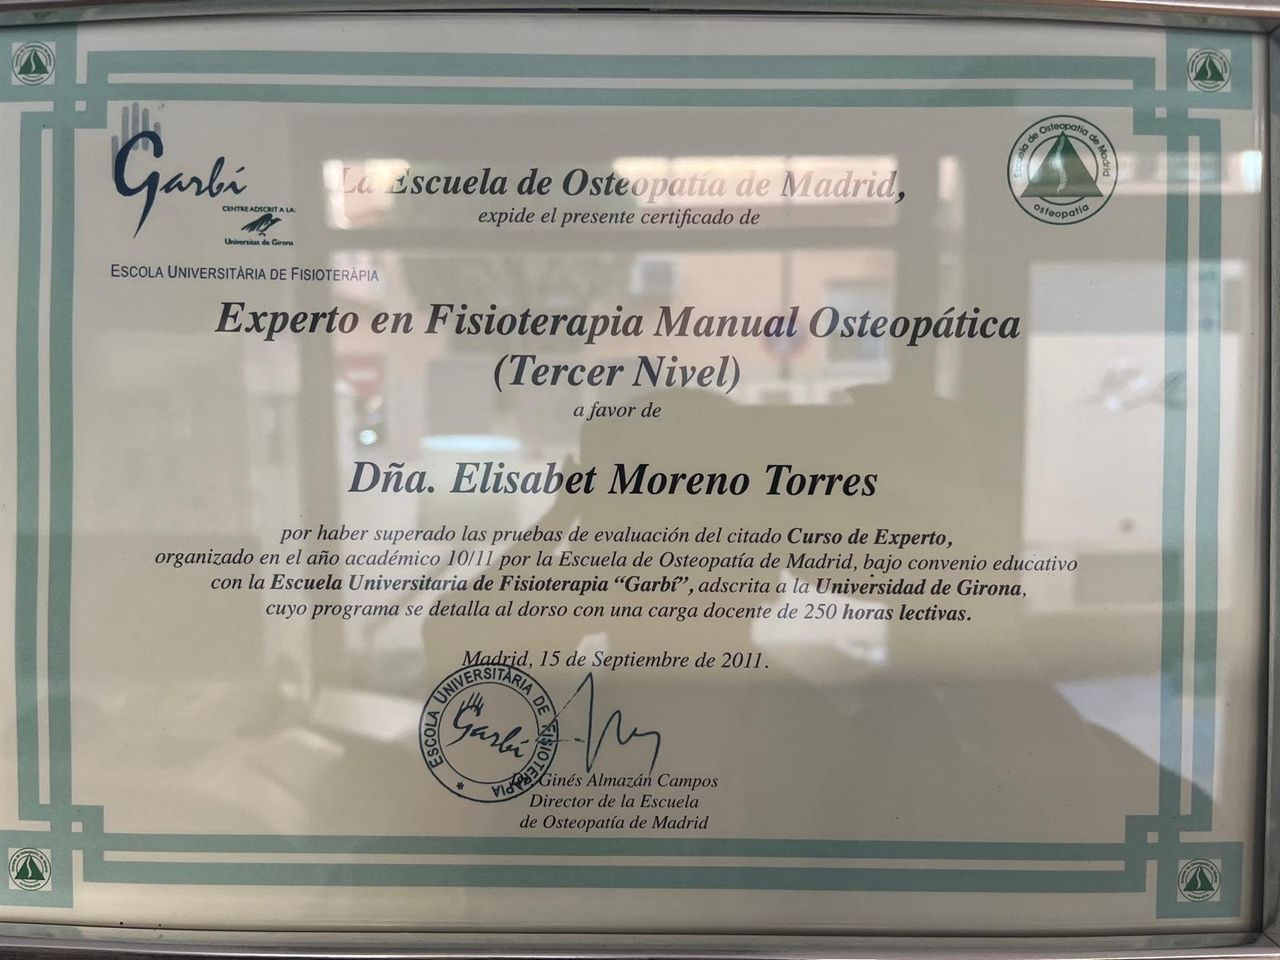 Garbí
CENTRE ADSCRIT A LA:
Universitat de Girona
ESCOLA UNIVERSITÀRIA DE FISIOTERÀPIA
Escuela de Osteopatía de Madrid
osteopatía
La Escuela de Osteopatía de Madrid,
expide el presente certificado de
Experto en Fisioterapia Manual Osteopática
(Tercer Nivel)
a favor de
Dña. Elisabet Moreno Torres
por haber superado las pruebas de evaluación del citado Curso de Experto,
organizado en el año académico 10/11 por la Escuela de Osteopatía de Madrid, bajo convenio educativo
con la Escuela Universitaria de Fisioterapia “Garbí”, adscrita a la Universidad de Girona,
cuyo programa se detalla al dorso con una carga docente de 250 horas lectivas.
Madrid, 15 de Septiembre de 2011.
ESCOLA UNIVERSITÀRIA DE FISIOTERÀPIA *
Garbí
Ginés Almazán Campos
Director de la Escuela
de Osteopatía de Madrid